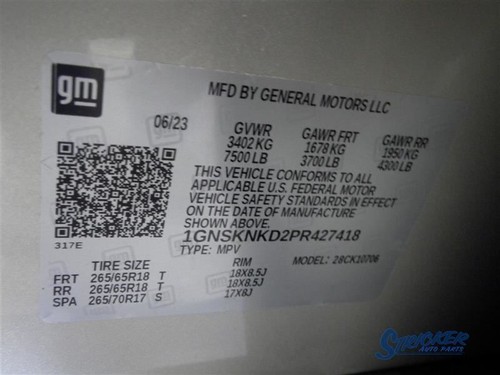 gm
MFD BY GENERAL MOTORS LLC
06/23
GVWR GAWR FRT GAWR RR
3402 KG 1678 KG 1950 KG
7500 LB 3700 LB 4300 LB
THIS VEHICLE CONFORMS TO ALL
APPLICABLE U.S. FEDERAL MOTOR
VEHICLE SAFETY STANDARDS IN EFFECT
ON THE DATE OF MANUFACTURE
SHOWN ABOVE.
1GNSKNKD2PR427418
317E
TYPE: MPV MODEL: 28CK10706
TIRE SIZE RIM
FRT 265/65R18 T 18X8.5J
RR 265/65R18 T 18X8.5J
SPA 265/70R17 S 17X8J
STRYKER
AUTO PARTS